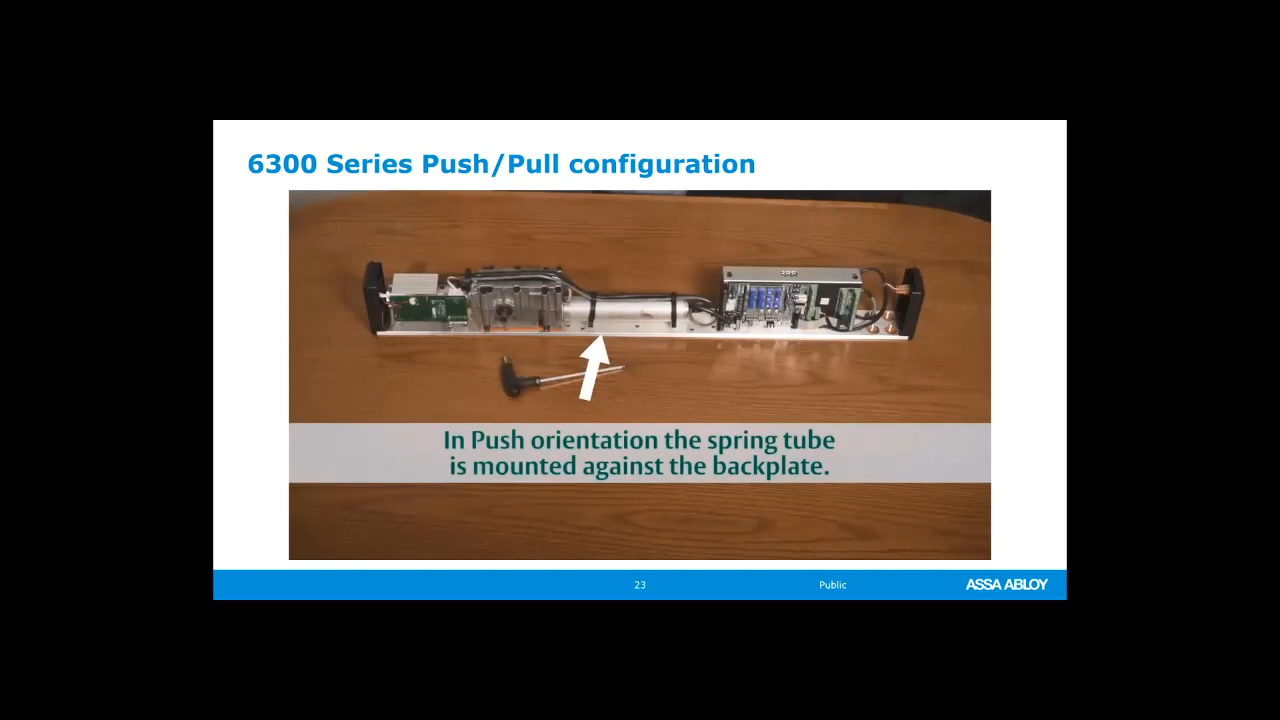 6300 Series Push/Pull configuration
In Push orientation the spring tube
is mounted against the backplate.
23
Public
ASSA ABLOY